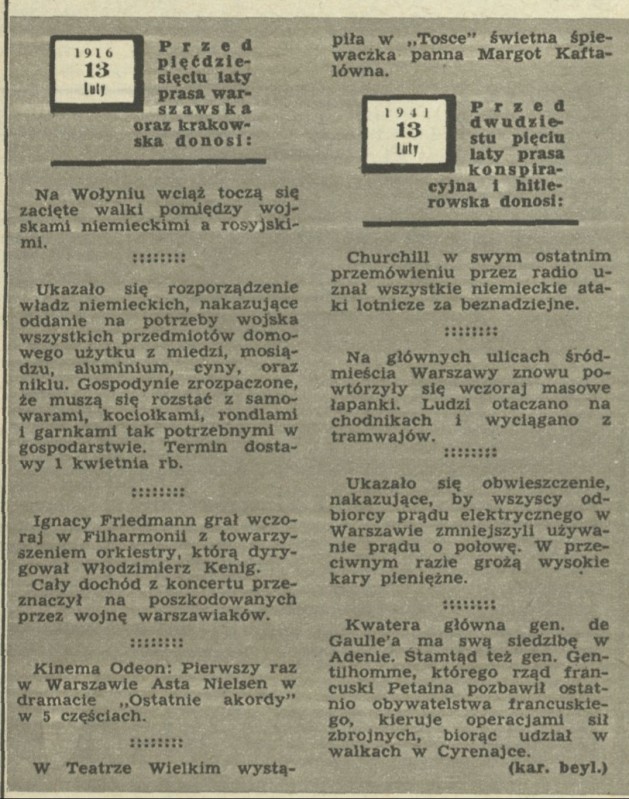 1916
13
Luty
Przed
pięćdzie-
sięciu laty
prasa war-
szawska
oraz krakow-
ska donosi:
Na Wołyniu wciąż toczą się
zacięte walki pomiędzy woj-
skami niemieckimi a rosyjski-
mi.
Ukazało się rozporządzenie
władz niemieckich, nakazujące
oddanie na potrzeby wojska
wszystkich przedmiotów domo-
wego użytku z miedzi, mosią-
dzu, aluminium, cyny, oraz
niklu. Gospodynie zrozpaczone,
że muszą się rozstać z samo-
warami, kociołkami, rondlami
i garnkami tak potrzebnymi w
gospodarstwie. Termin dosta-
wy 1 kwietnia rb.
Ignacy Friedmann grał wczo-
raj w Filharmonii z towarzy-
szeniem orkiestry, którą dyry-
gował Włodzimierz Kenig.
Cały dochód z koncertu prze-
znaczył na poszkodowanych
przez wojnę warszawiaków.
Kinema Odeon: Pierwszy raz
w Warszawie Asta Nielsen w
dramacie „Ostatnie akordy"
w 5 częściach.
W Teatrze Wielkim wystą-
piła w „Tosce" świetna śpie-
waczka panna Margot Kafta-
lówna.
1941
13
Luty
Przed
dwudzie-
stu pięciu
laty prasa
konspira-
cyjna i hitle-
rowska donosi:
Churchill w swym ostatnim
przemówieniu przez radio u-
znał wszystkie niemieckie ata-
ki lotnicze za beznadziejne.
Na głównych ulicach śród-
mieścia Warszawy znowu po-
wtórzyły się wczoraj masowe
łapanki. Ludzi otaczano na
chodnikach i wyciągano z
tramwajów.
Ukazało się obwieszczenie,
nakazujące, by wszyscy od-
biorcy prądu elektrycznego w
Warszawie zmniejszyli używa-
nie prądu o połowę. W prze-
ciwnym razie grożą wysokie
kary pieniężne.
Kwatera główna gen. de
Gaulle'a ma swą siedzibę w
Adenie. Stamtąd też gen. Gen-
tilhomme, którego rząd fran-
cuski Petaina pozbawił ostat-
nio obywatelstwa francuskie-
go, kieruje operacjami sił
zbrojnych, biorąc udział w
walkach w Cyrenajce.
(kar. beyl.)